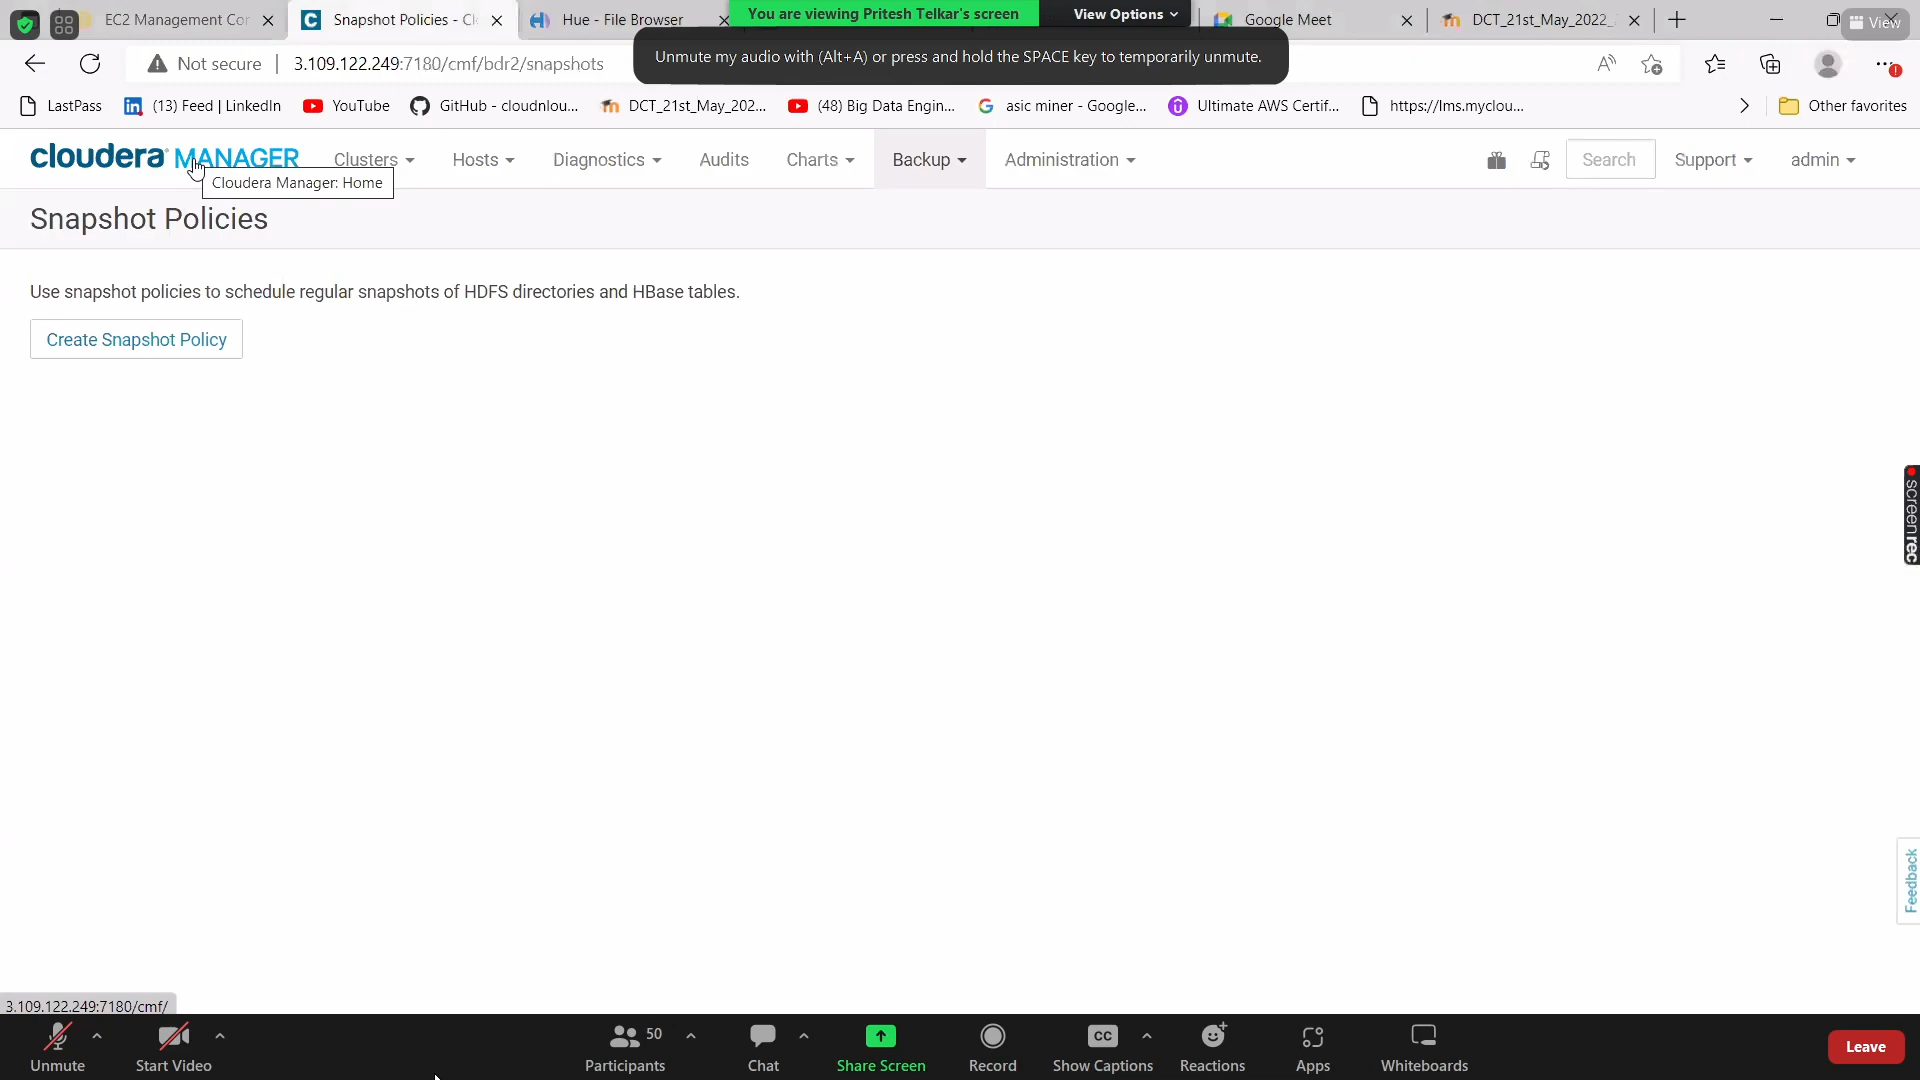 EC2 Management Cor
Snapshot Policies - Cl
Hue - File Browser
You are viewing Pritesh Telkar's screen
View Options
Google Meet
DCT_21st_May_2022_
View
Not secure
3.109.122.249:7180/cmf/bdr2/snapshots
Unmute my audio with (Alt+A) or press and hold the SPACE key to temporarily unmute.
LastPass
(13) Feed | LinkedIn
YouTube
GitHub - cloudnlou...
DCT_21st_May_202...
(48) Big Data Engin...
asic miner - Google...
Ultimate AWS Certif...
https://lms.myclou...
Other favorites
cloudera MANAGER
Clusters
Hosts
Diagnostics
Audits
Charts
Backup
Administration
Search
Support
admin
Cloudera Manager: Home
Snapshot Policies
Use snapshot policies to schedule regular snapshots of HDFS directories and HBase tables.
Create Snapshot Policy
screenrec
Feedback
3.109.122.249:7180/cmf/
Unmute
Start Video
50
Participants
Chat
Share Screen
Record
CC
Show Captions
Reactions
Apps
Whiteboards
Leave